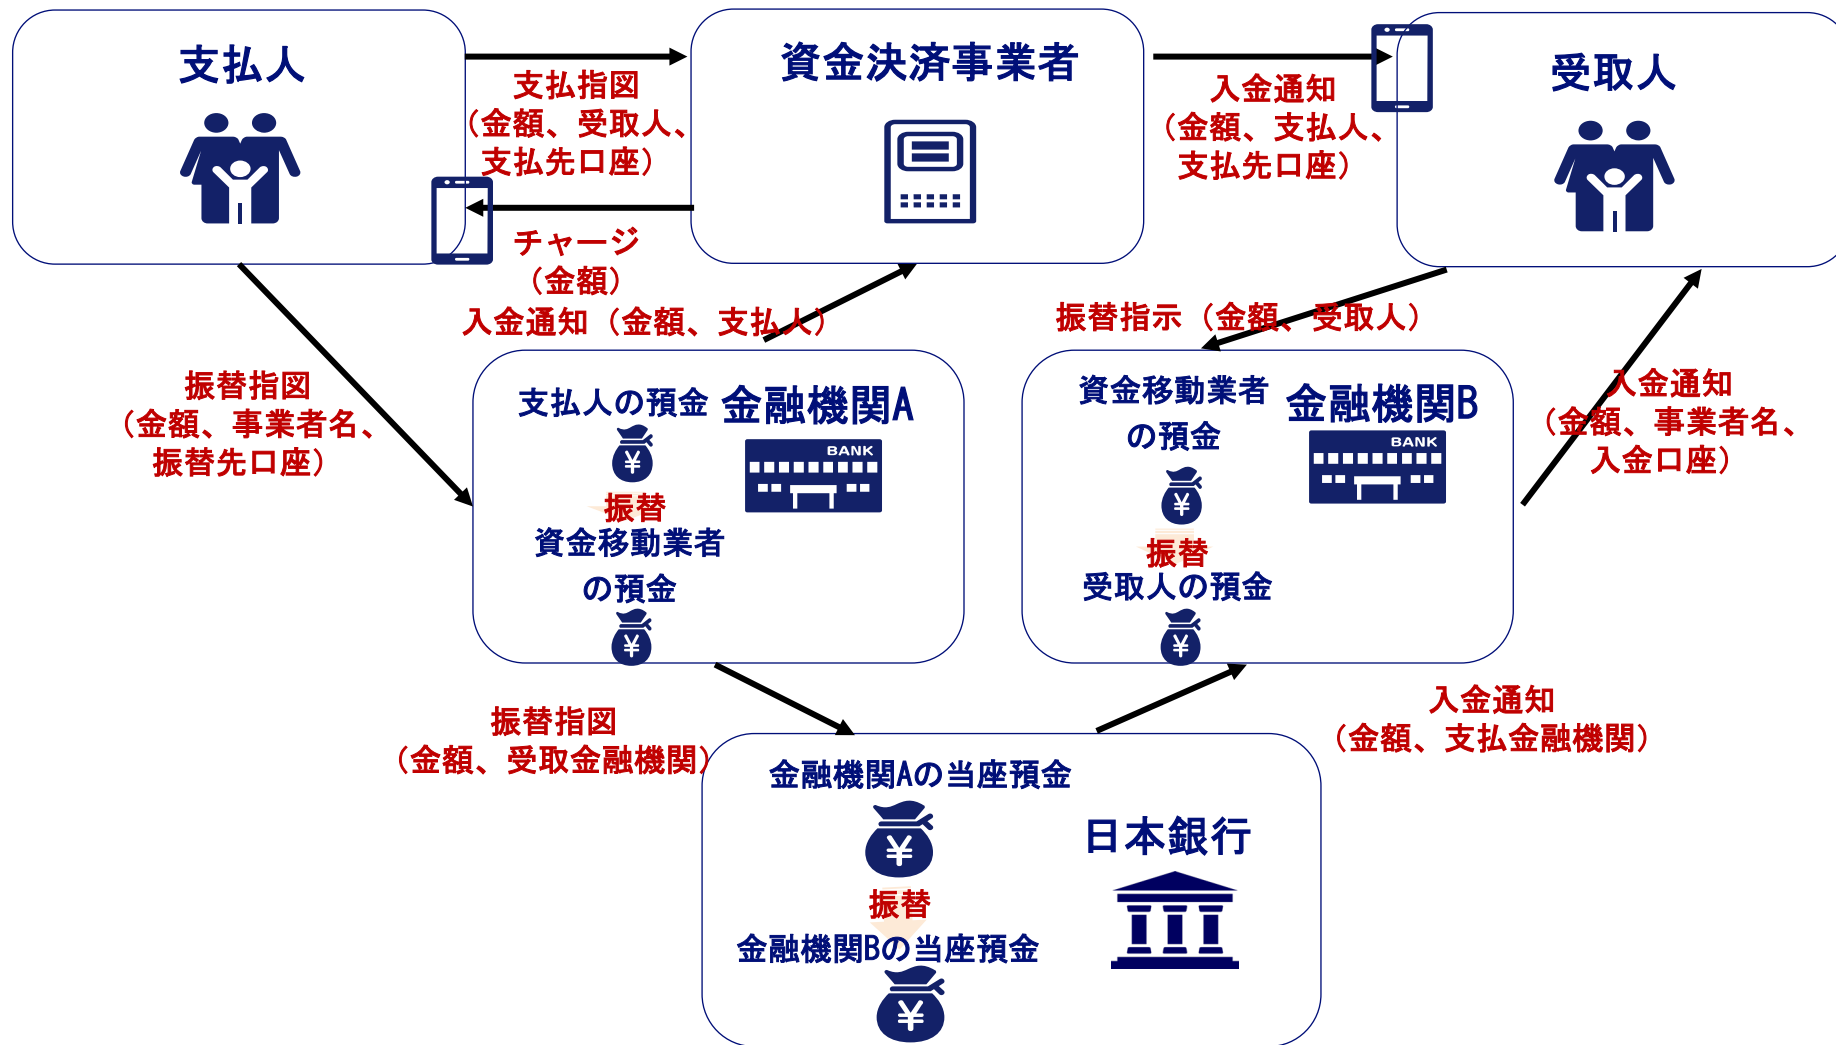 支払人
資金決済事業者
受取人
支払指図
（金額、受取人、
支払先口座）
入金通知
（金額、支払人、
支払先口座）
チャージ
（金額）
入金通知（金額、支払人）
振替指示（金額、受取人）
振替指図
（金額、事業者名、
振替先口座）
支払人の預金
金融機関A
BANK
振替
資金移動業者
の預金
資金移動業者
の預金
金融機関B
BANK
振替
受取人の預金
入金通知
（金額、事業者名、
入金口座）
振替指図
（金額、受取金融機関）
入金通知
（金額、支払金融機関）
金融機関Aの当座預金
日本銀行
振替
金融機関Bの当座預金